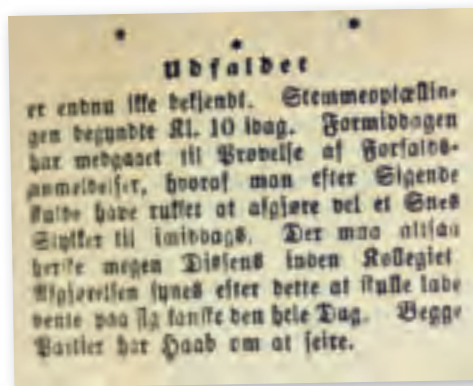 Udfaldet
er endnu ikke bekjendt. Stemmeoptællin-
gen begyndte Kl. 10 idag. Formiddagen
har medgaaet til Prøvelse af Forfalds-
anmeldelser, hvoraf man efter Sigende
skulde have rukket at afgjøre vel et Snes
Stykker til imiddags. Der maa altsaa
herske megen Dissens inden Kollegiet
Afgjørelsen synes efter dette at skulle lade
vente paa sig kanske den hele Dag. Begge
Partier har Haab om at seire.